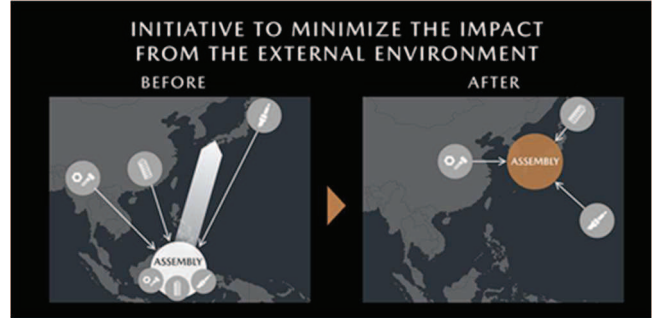 INITIATIVE TO MINIMIZE THE IMPACT
FROM THE EXTERNAL ENVIRONMENT
BEFORE
AFTER
ASSEMBLY
ASSEMBLY